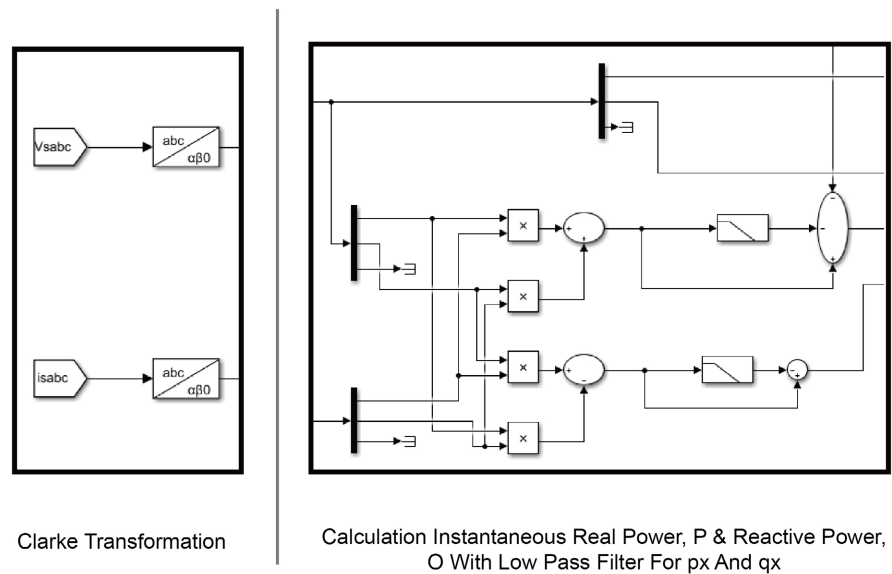 Vsabc
abc
αβ0
isabc
abc
αβ0
×
+
+
×
×
+
-
×
-
-
+
-
+
Clarke Transformation
Calculation Instantaneous Real Power, P & Reactive Power,
O With Low Pass Filter For px And qx